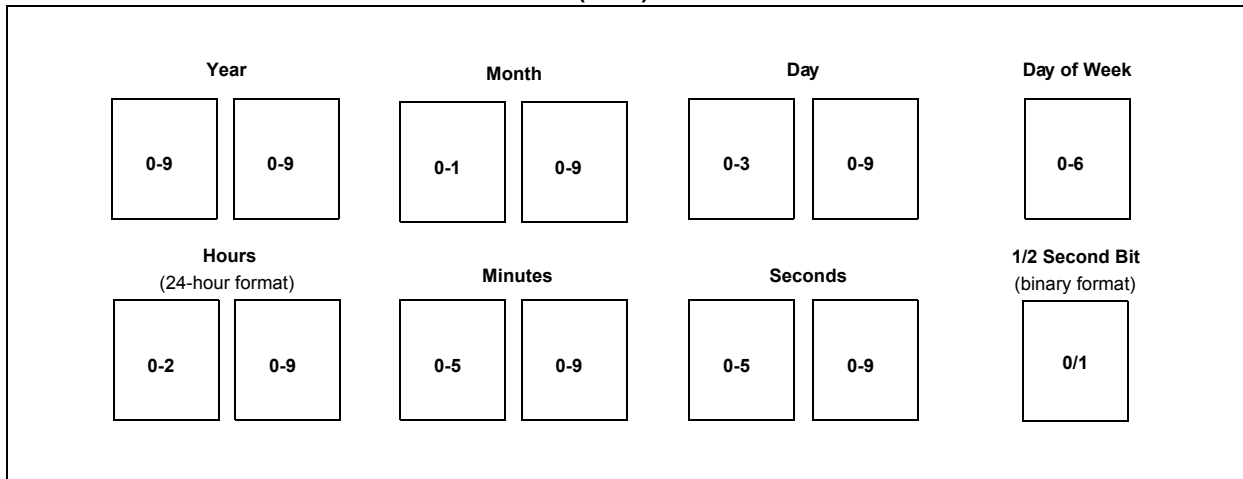 Year Month Day Day of Week
0-9 0-9 0-1 0-9 0-3 0-9 0-6
Hours Minutes Seconds 1/2 Second Bit
(24-hour format) (binary format)
0-2 0-9 0-5 0-9 0-5 0-9 0/1